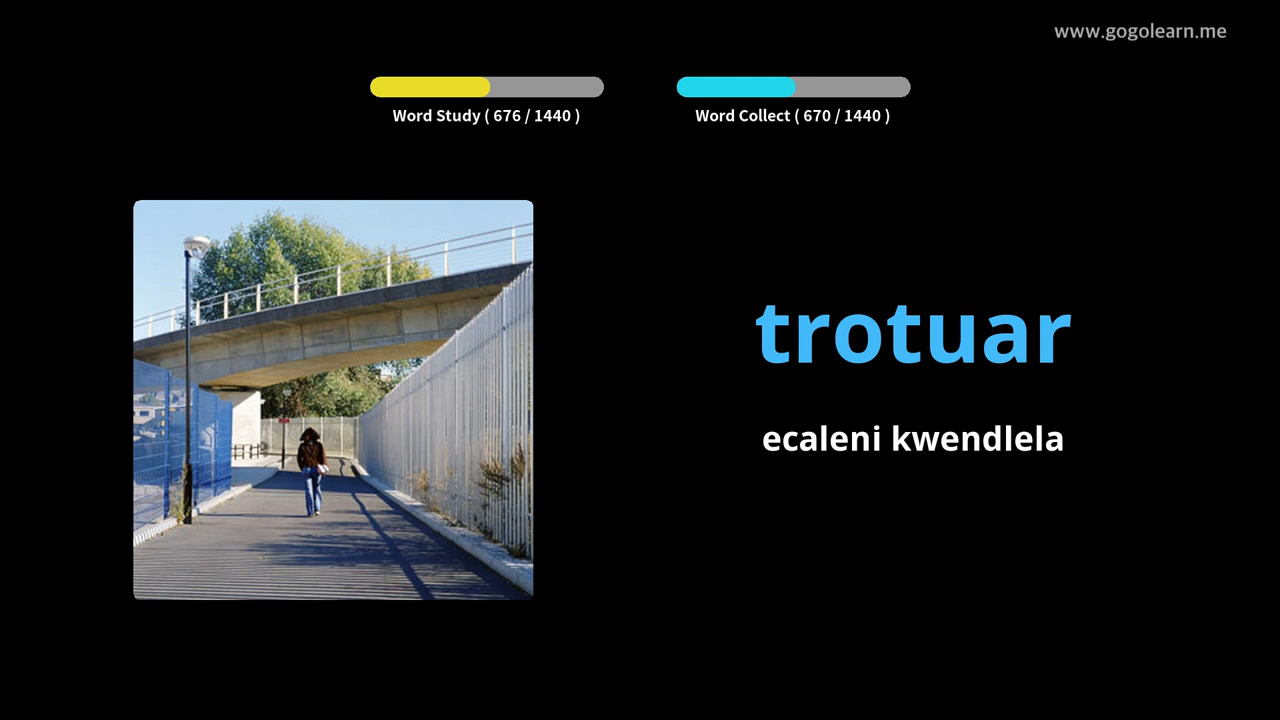 www.gogolearn.me
Word Study ( 676 / 1440 )
Word Collect ( 670 / 1440 )
trotuar
ecaleni kwendlela